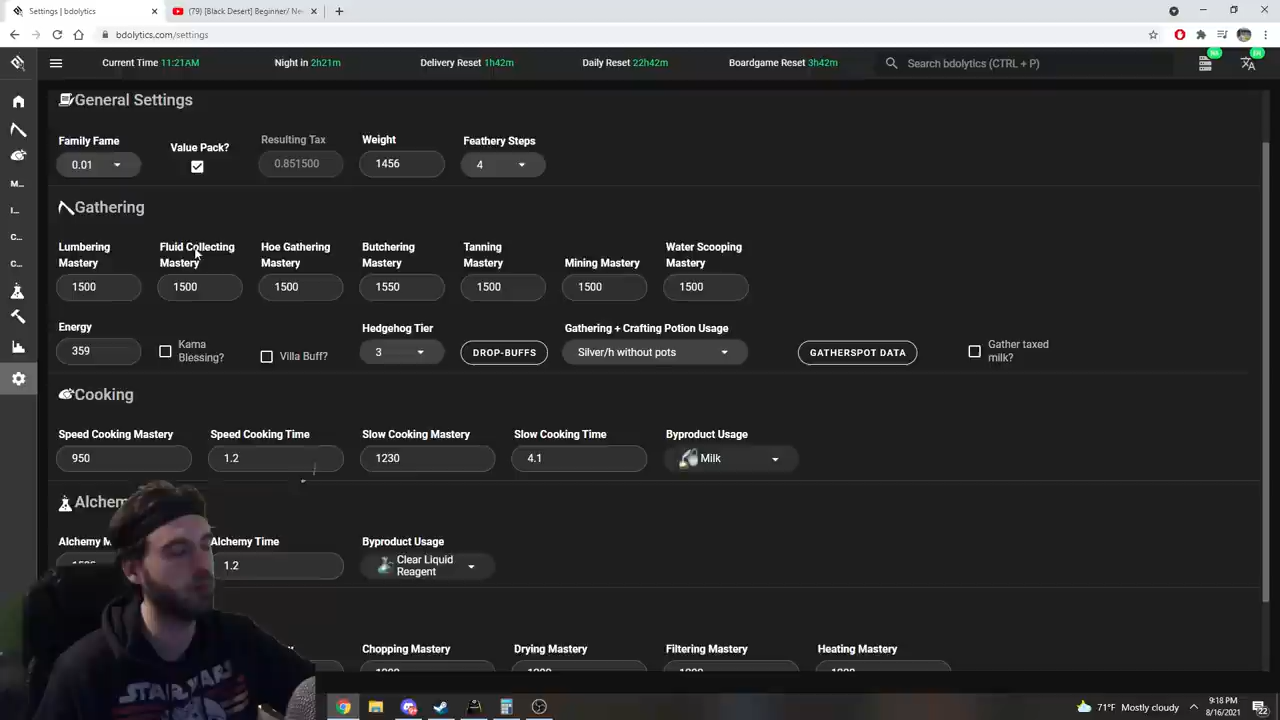 Settings | bdolytics
(79) [Black Desert] Beginner/ Ne
bdolytics.com/settings
Current Time 11:21AM
Night in 2h21m
Delivery Reset 1h42m
Daily Reset 22h42m
Boardgame Reset 3h42m
Search bdolytics (CTRL + P)
NA
EN
General Settings
Family Fame
Value Pack?
Resulting Tax
Weight
Feathery Steps
0.01
0.851500
1456
4
M...
I...
C...
C...
Gathering
Lumbering Mastery
Fluid Collecting Mastery
Hoe Gathering Mastery
Butchering Mastery
Tanning Mastery
Mining Mastery
Water Scooping Mastery
1500
1500
1500
1550
1500
1500
1500
Energy
359
Kama Blessing?
Villa Buff?
Hedgehog Tier
3
DROP-BUFFS
Gathering + Crafting Potion Usage
Silver/h without pots
GATHERSPOT DATA
Gather taxed milk?
Cooking
Speed Cooking Mastery
Speed Cooking Time
Slow Cooking Mastery
Slow Cooking Time
Byproduct Usage
950
1.2
1230
4.1
Milk
Alchem
Alchemy M
Alchemy Time
Byproduct Usage
1.2
Clear Liquid Reagent
Chopping Mastery
Drying Mastery
Filtering Mastery
Heating Mastery
STAR
WARS
71°F Mostly cloudy
9:18 PM
8/16/2021
22